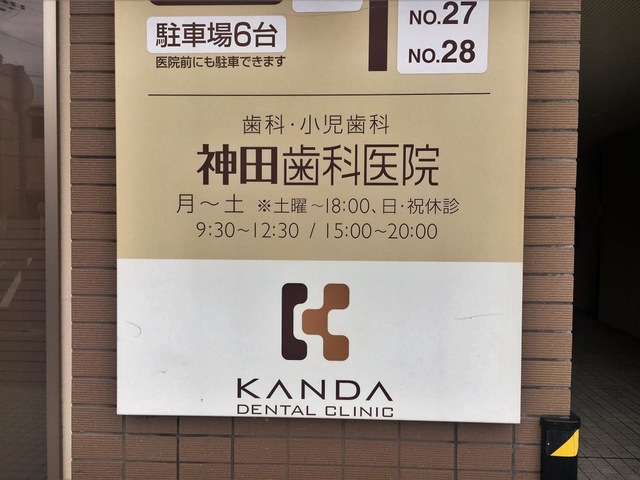 駐車場6台
医院前にも駐車できます
NO.27
NO.28
歯科・小児歯科
神田歯科医院
月～土 ※土曜～18:00、日・祝休診
9:30~12:30 / 15:00~20:00
KANDA
DENTAL CLINIC